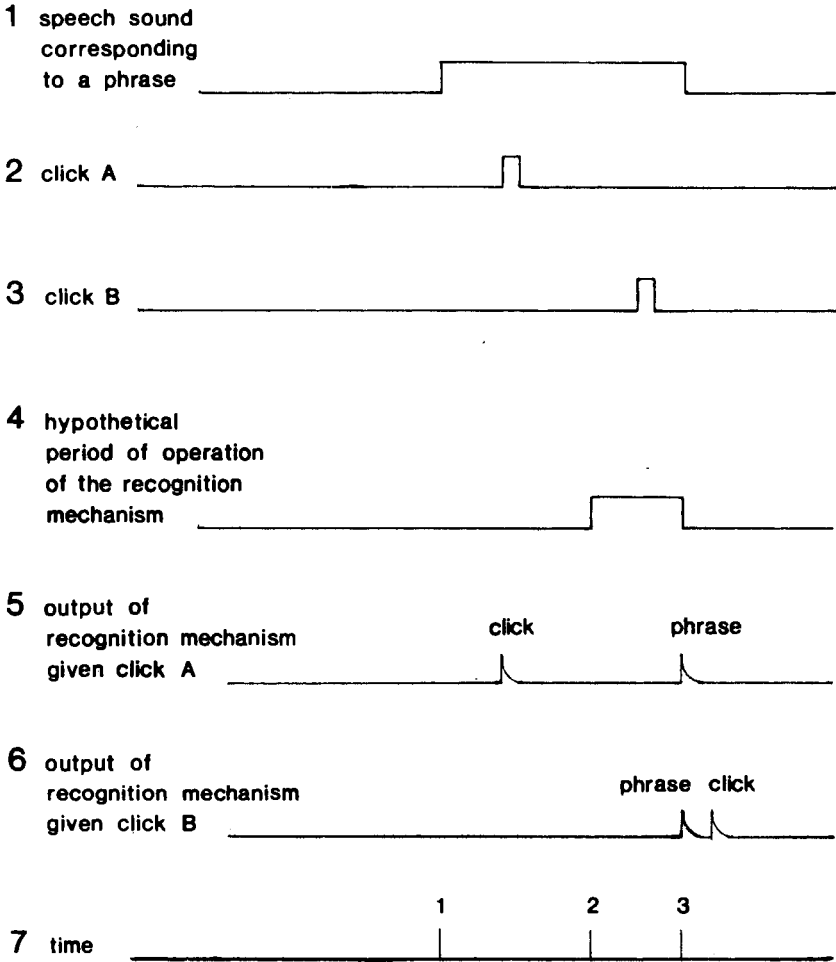 1 speech sound
corresponding
to a phrase
2 click A
3 click B
4 hypothetical
period of operation
of the recognition
mechanism
5 output of
recognition mechanism
given click A
click phrase
6 output of
recognition mechanism
given click B
phrase click
1 2 3
7 time